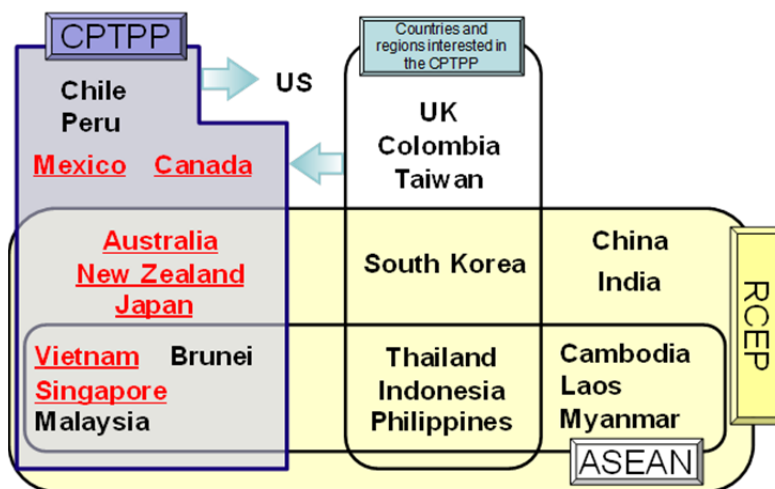 CPTPP
Countries and
regions interested in
the CPTPP
US
Chile
Peru
Mexico Canada
UK
Colombia
Taiwan
Australia
New Zealand
Japan
South Korea
China
India
RCEP
Vietnam Brunei
Singapore
Malaysia
Thailand
Indonesia
Philippines
Cambodia
Laos
Myanmar
ASEAN